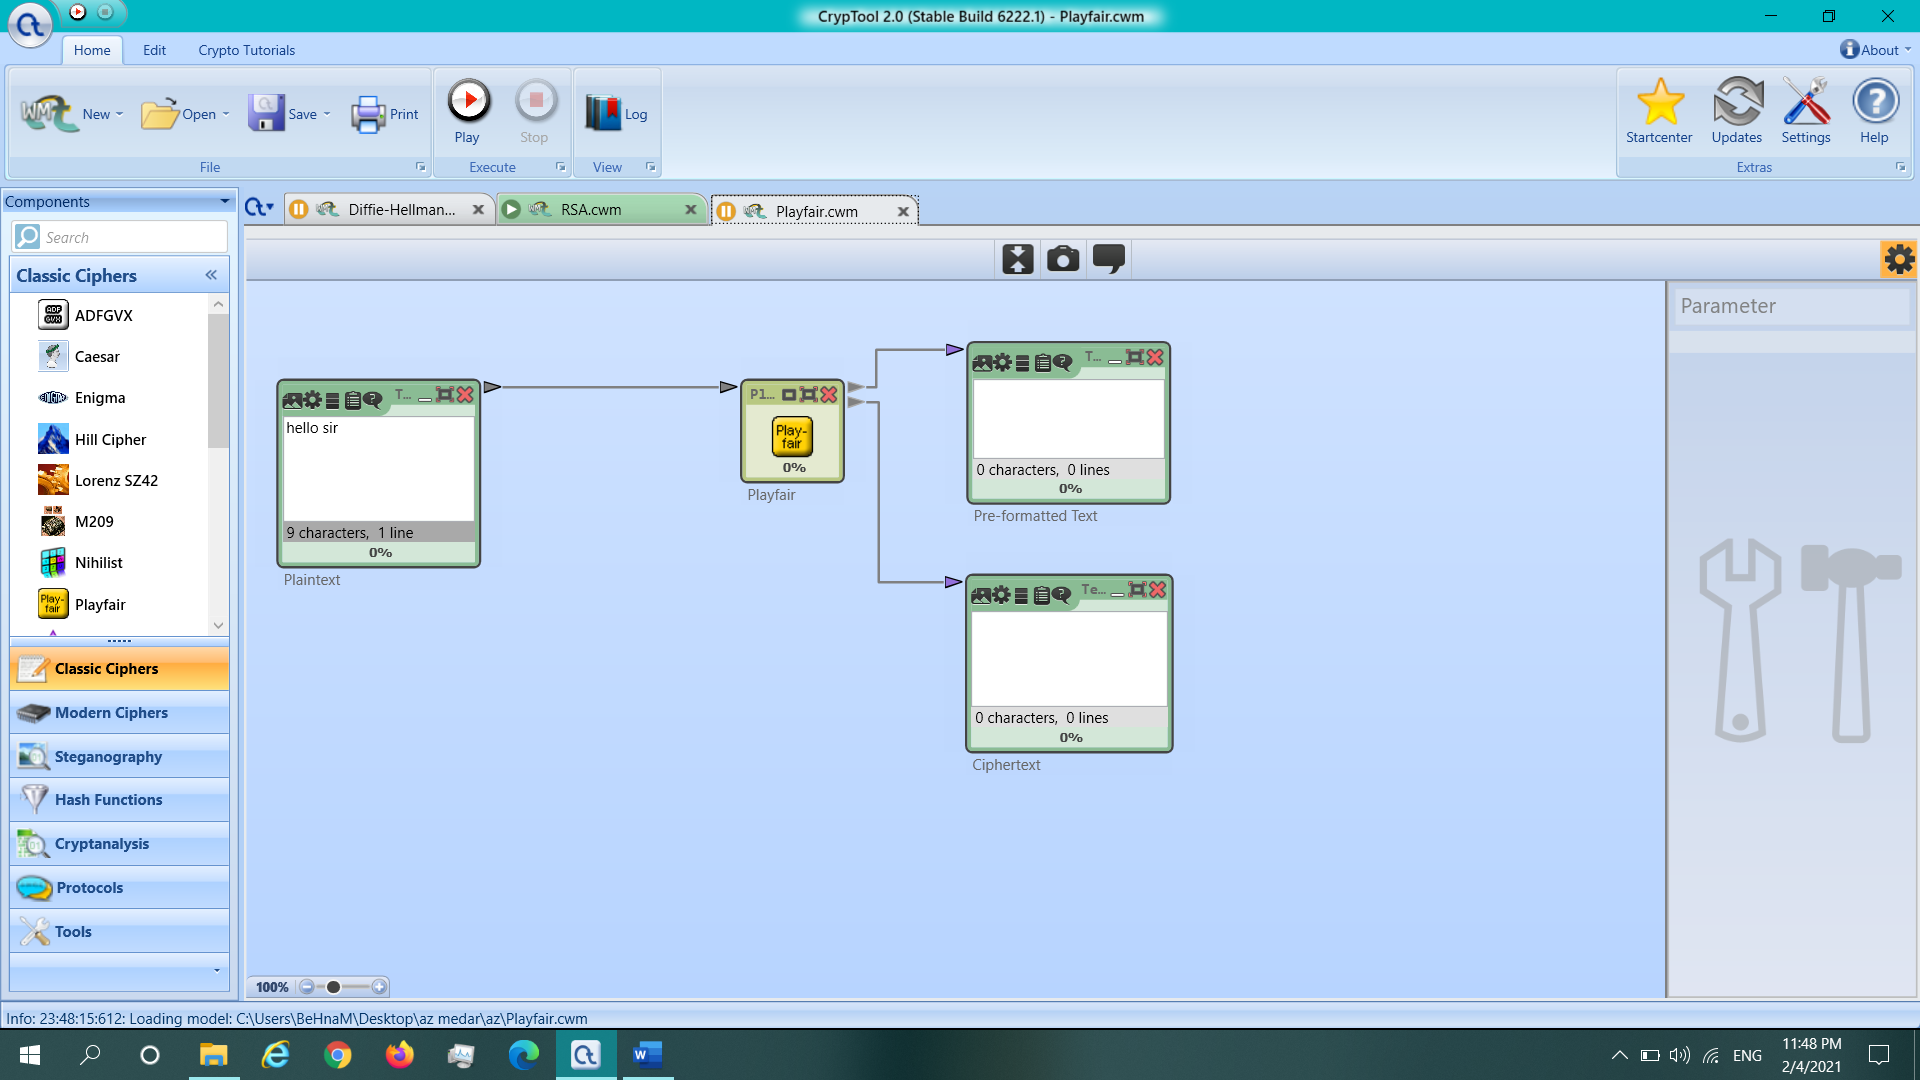 CrypTool 2.0 (Stable Build 6222.1) - Playfair.cwm
Home Edit Crypto Tutorials About
New Open Save Print Play Stop Log Startcenter Updates Settings Help
File Execute View Extras
Components
Diffie-Hellman... RSA.cwm Playfair.cwm
Search
Classic Ciphers
ADFGVX
Caesar
Enigma
Hill Cipher
Lorenz SZ42
M209
Nihilist
Playfair
Classic Ciphers
Modern Ciphers
Steganography
Hash Functions
Cryptanalysis
Protocols
Tools
Parameter
T...
hello sir
9 characters, 1 line
0%
Plaintext
Pl...
Play-
fair
0%
Playfair
T...
0 characters, 0 lines
0%
Pre-formatted Text
Te...
0 characters, 0 lines
0%
Ciphertext
100%
Info: 23:48:15:612: Loading model: C:\Users\BeHnaM\Desktop\az medar\az\Playfair.cwm
ENG
11:48 PM
2/4/2021